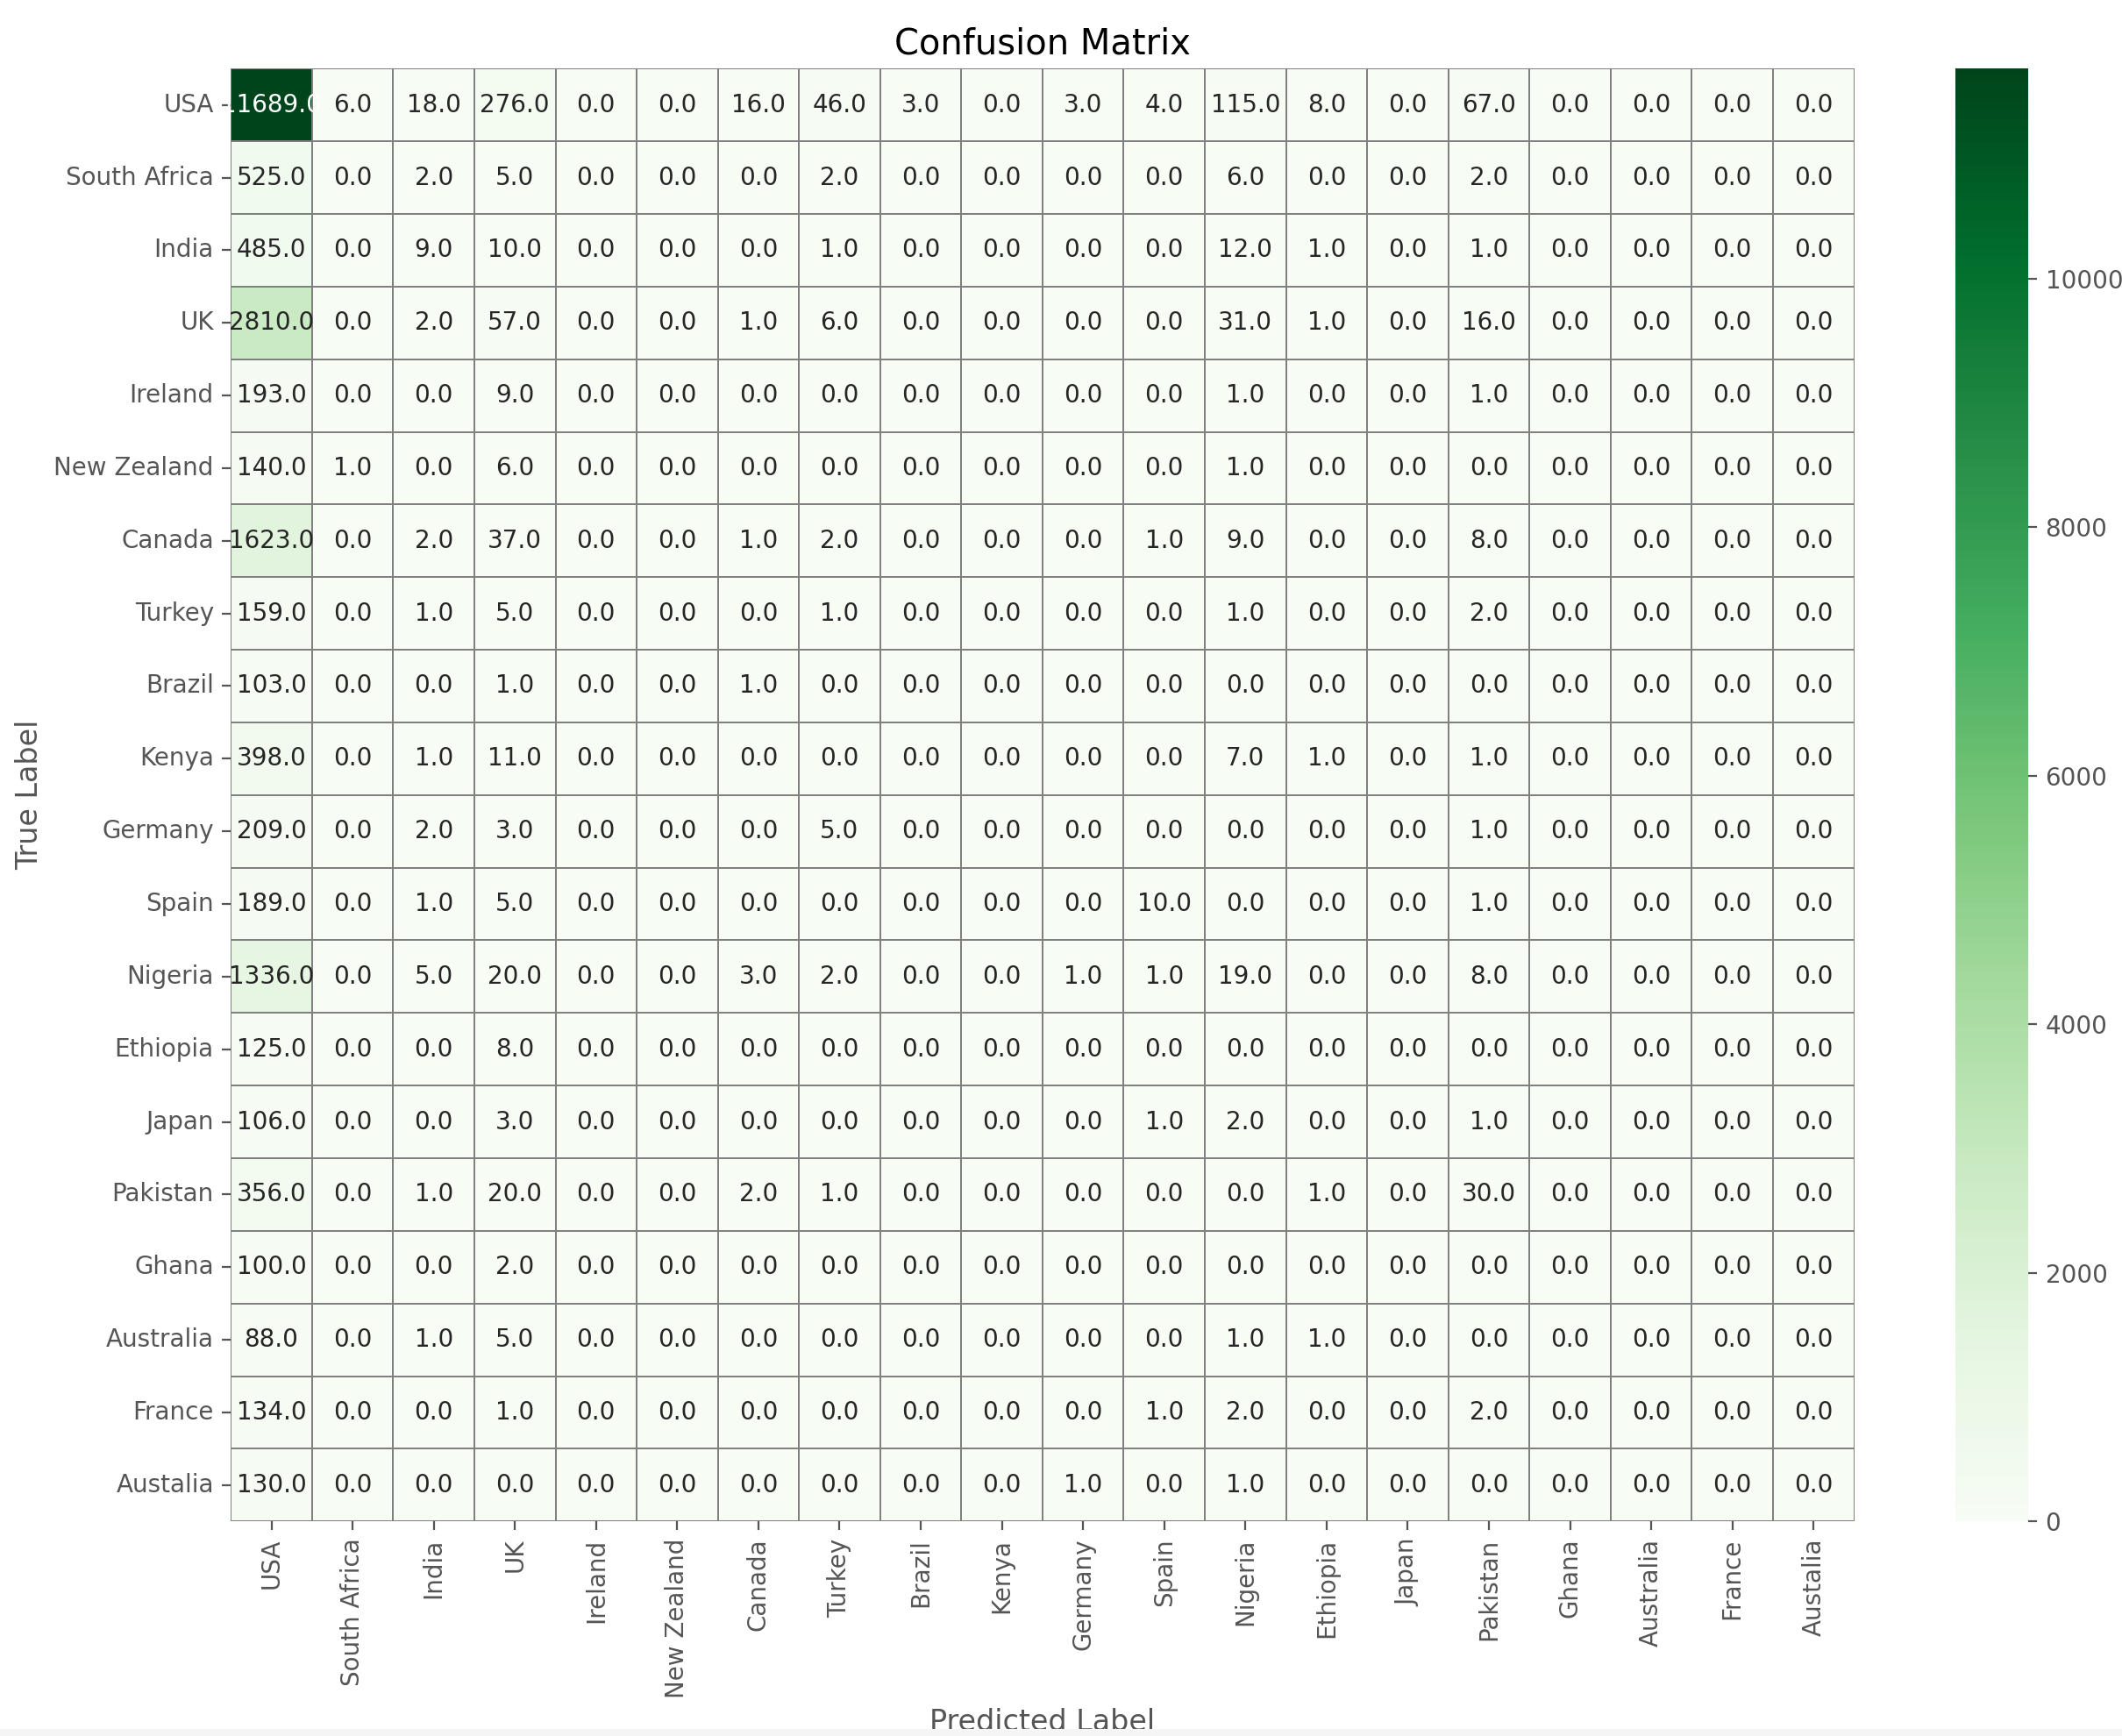 Confusion Matrix
True Label
USA 11689.0 6.0 18.0 276.0 0.0 0.0 16.0 46.0 3.0 0.0 3.0 4.0 115.0 8.0 0.0 67.0 0.0 0.0 0.0 0.0
South Africa 525.0 0.0 2.0 5.0 0.0 0.0 0.0 2.0 0.0 0.0 0.0 0.0 6.0 0.0 0.0 2.0 0.0 0.0 0.0 0.0
India 485.0 0.0 9.0 10.0 0.0 0.0 0.0 1.0 0.0 0.0 0.0 0.0 12.0 1.0 0.0 1.0 0.0 0.0 0.0 0.0
UK 2810.0 0.0 2.0 57.0 0.0 0.0 1.0 6.0 0.0 0.0 0.0 0.0 31.0 1.0 0.0 16.0 0.0 0.0 0.0 0.0
Ireland 193.0 0.0 0.0 9.0 0.0 0.0 0.0 0.0 0.0 0.0 0.0 0.0 1.0 0.0 0.0 1.0 0.0 0.0 0.0 0.0
New Zealand 140.0 1.0 0.0 6.0 0.0 0.0 0.0 0.0 0.0 0.0 0.0 0.0 1.0 0.0 0.0 0.0 0.0 0.0 0.0 0.0
Canada 1623.0 0.0 2.0 37.0 0.0 0.0 1.0 2.0 0.0 0.0 0.0 1.0 9.0 0.0 0.0 8.0 0.0 0.0 0.0 0.0
Turkey 159.0 0.0 1.0 5.0 0.0 0.0 0.0 1.0 0.0 0.0 0.0 0.0 1.0 0.0 0.0 2.0 0.0 0.0 0.0 0.0
Brazil 103.0 0.0 0.0 1.0 0.0 0.0 1.0 0.0 0.0 0.0 0.0 0.0 0.0 0.0 0.0 0.0 0.0 0.0 0.0 0.0
Kenya 398.0 0.0 1.0 11.0 0.0 0.0 0.0 0.0 0.0 0.0 0.0 0.0 7.0 1.0 0.0 1.0 0.0 0.0 0.0 0.0
Germany 209.0 0.0 2.0 3.0 0.0 0.0 0.0 5.0 0.0 0.0 0.0 0.0 0.0 0.0 0.0 1.0 0.0 0.0 0.0 0.0
Spain 189.0 0.0 1.0 5.0 0.0 0.0 0.0 0.0 0.0 0.0 0.0 10.0 0.0 0.0 0.0 1.0 0.0 0.0 0.0 0.0
Nigeria 1336.0 0.0 5.0 20.0 0.0 0.0 3.0 2.0 0.0 0.0 1.0 1.0 19.0 0.0 0.0 8.0 0.0 0.0 0.0 0.0
Ethiopia 125.0 0.0 0.0 8.0 0.0 0.0 0.0 0.0 0.0 0.0 0.0 0.0 0.0 0.0 0.0 0.0 0.0 0.0 0.0 0.0
Japan 106.0 0.0 0.0 3.0 0.0 0.0 0.0 0.0 0.0 0.0 0.0 1.0 2.0 0.0 0.0 1.0 0.0 0.0 0.0 0.0
Pakistan 356.0 0.0 1.0 20.0 0.0 0.0 2.0 1.0 0.0 0.0 0.0 0.0 0.0 1.0 0.0 30.0 0.0 0.0 0.0 0.0
Ghana 100.0 0.0 0.0 2.0 0.0 0.0 0.0 0.0 0.0 0.0 0.0 0.0 0.0 0.0 0.0 0.0 0.0 0.0 0.0 0.0
Australia 88.0 0.0 1.0 5.0 0.0 0.0 0.0 0.0 0.0 0.0 0.0 0.0 1.0 1.0 0.0 0.0 0.0 0.0 0.0 0.0
France 134.0 0.0 0.0 1.0 0.0 0.0 0.0 0.0 0.0 0.0 0.0 1.0 2.0 0.0 0.0 2.0 0.0 0.0 0.0 0.0
Austalia 130.0 0.0 0.0 0.0 0.0 0.0 0.0 0.0 0.0 0.0 1.0 0.0 1.0 0.0 0.0 0.0 0.0 0.0 0.0 0.0
USA South Africa India UK Ireland New Zealand Canada Turkey Brazil Kenya Germany Spain Nigeria Ethiopia Japan Pakistan Ghana Australia France Austalia
Predicted Label
10000
8000
6000
4000
2000
0